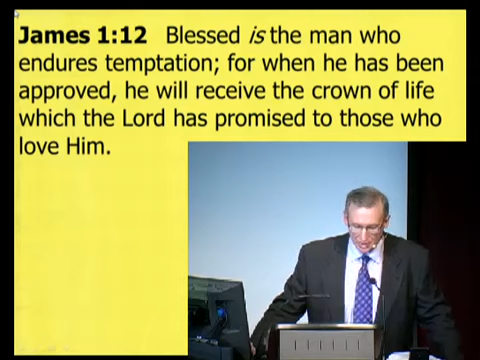 James 1:12 Blessed is the man who
endures temptation; for when he has been
approved, he will receive the crown of life
which the Lord has promised to those who
love Him.